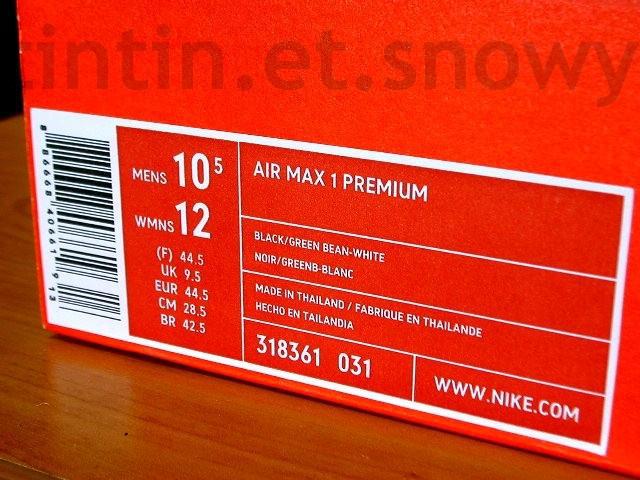 tintin.et.snowy
MENS 10⁵
WMNS 12
(F) 44.5
UK 9.5
EUR 44.5
CM 28.5
BR 42.5
AIR MAX 1 PREMIUM
BLACK/GREEN BEAN-WHITE
NOIR/GREENB-BLANC
MADE IN THAILAND / FABRIQUE EN THAILANDE
HECHO EN TAILANDIA
318361 031
WWW.NIKE.COM